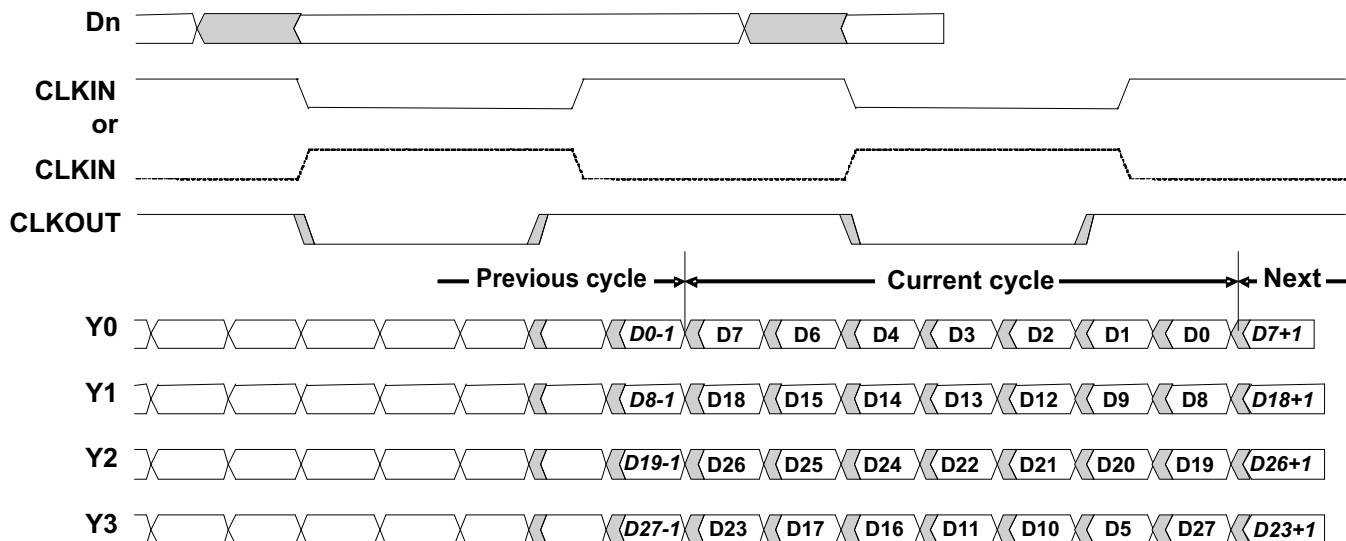 Dn
CLKIN
or
CLKIN
CLKOUT
Previous cycle Current cycle Next
Y0 D0-1 D7 D6 D4 D3 D2 D1 D0 D7+1
Y1 D8-1 D18 D15 D14 D13 D12 D9 D8 D18+1
Y2 D19-1 D26 D25 D24 D22 D21 D20 D19 D26+1
Y3 D27-1 D23 D17 D16 D11 D10 D5 D27 D23+1